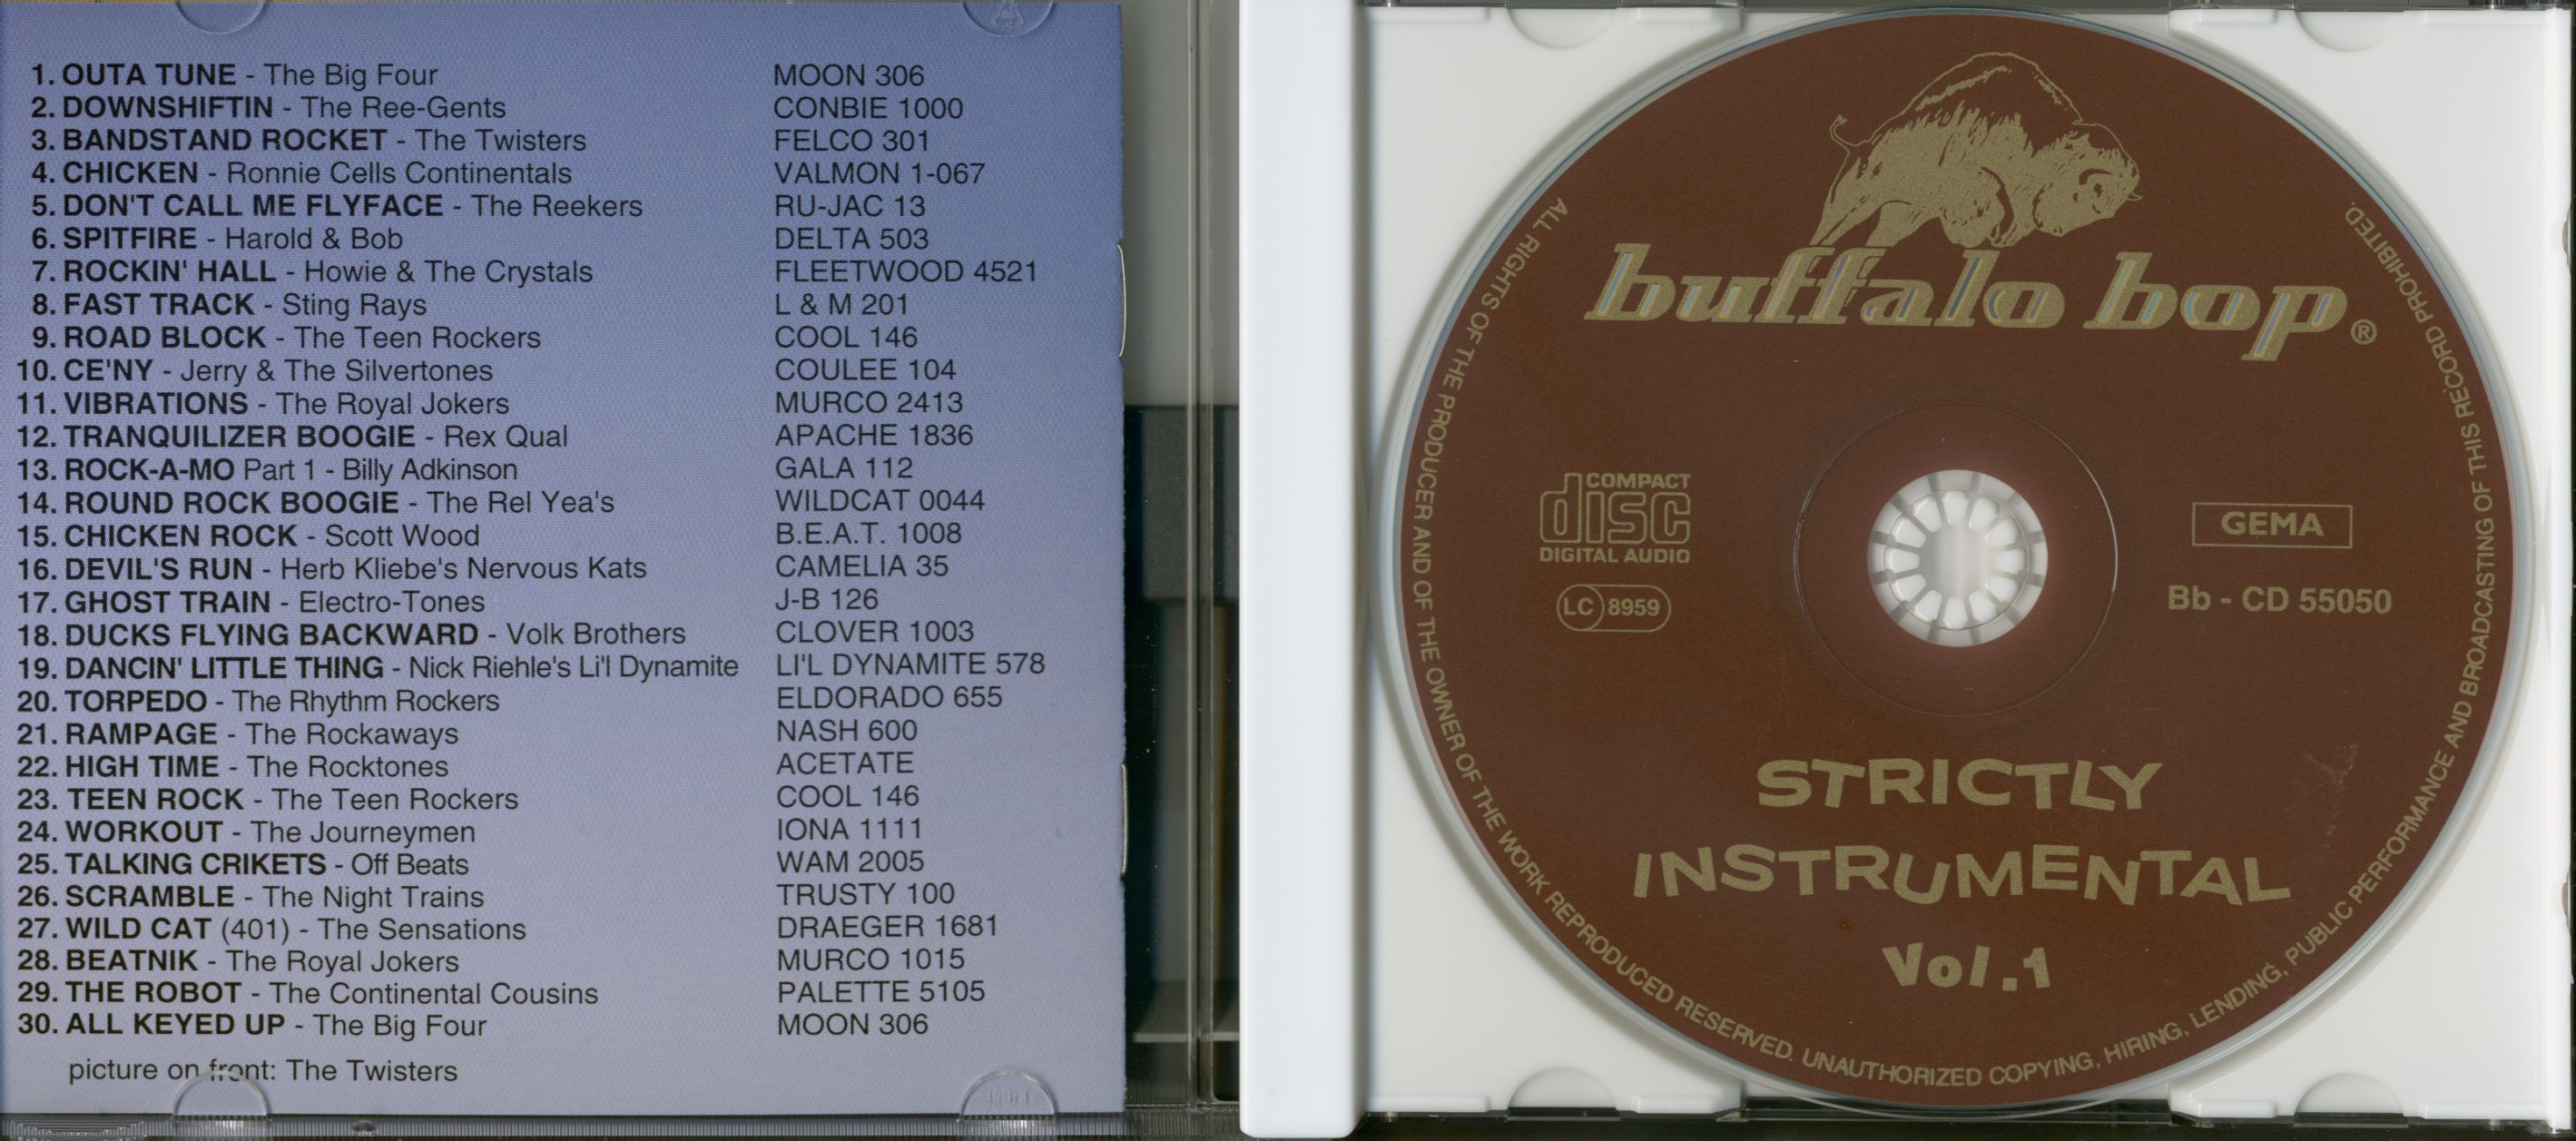 1. OUTA TUNE - The Big Four MOON 306
2. DOWNSHIFTIN - The Ree-Gents CONBIE 1000
3. BANDSTAND ROCKET - The Twisters FELCO 301
4. CHICKEN - Ronnie Cells Continentals VALMON 1-067
5. DON'T CALL ME FLYFACE - The Reekers RU-JAC 13
6. SPITFIRE - Harold & Bob DELTA 503
7. ROCKIN' HALL - Howie & The Crystals FLEETWOOD 4521
8. FAST TRACK - Sting Rays L & M 201
9. ROAD BLOCK - The Teen Rockers COOL 146
10. CE'NY - Jerry & The Silvertones COULEE 104
11. VIBRATIONS - The Royal Jokers MURCO 2413
12. TRANQUILIZER BOOGIE - Rex Qual APACHE 1836
13. ROCK-A-MO Part 1 - Billy Adkinson GALA 112
14. ROUND ROCK BOOGIE - The Rel Yea's WILDCAT 0044
15. CHICKEN ROCK - Scott Wood B.E.A.T. 1008
16. DEVIL'S RUN - Herb Kliebe's Nervous Kats CAMELIA 35
17. GHOST TRAIN - Electro-Tones J-B 126
18. DUCKS FLYING BACKWARD - Volk Brothers CLOVER 1003
19. DANCIN' LITTLE THING - Nick Riehle's Li'l Dynamite LI'L DYNAMITE 578
20. TORPEDO - The Rhythm Rockers ELDORADO 655
21. RAMPAGE - The Rockaways NASH 600
22. HIGH TIME - The Rocktones ACETATE
23. TEEN ROCK - The Teen Rockers COOL 146
24. WORKOUT - The Journeymen IONA 1111
25. TALKING CRIKETS - Off Beats WAM 2005
26. SCRAMBLE - The Night Trains TRUSTY 100
27. WILD CAT (401) - The Sensations DRAEGER 1681
28. BEATNIK - The Royal Jokers MURCO 1015
29. THE ROBOT - The Continental Cousins PALETTE 5105
30. ALL KEYED UP - The Big Four MOON 306
picture on front: The Twisters
buffalo bop®
COMPACT
disc
DIGITAL AUDIO
LC 8959
GEMA
Bb - CD 55050
STRICTLY
INSTRUMENTAL
Vol.1
ALL RIGHTS OF THE PRODUCER AND OF THE OWNER OF THE WORK REPRODUCED RESERVED. UNAUTHORIZED COPYING, HIRING, LENDING, PUBLIC PERFORMANCE AND BROADCASTING OF THIS RECORD PROHIBITED.